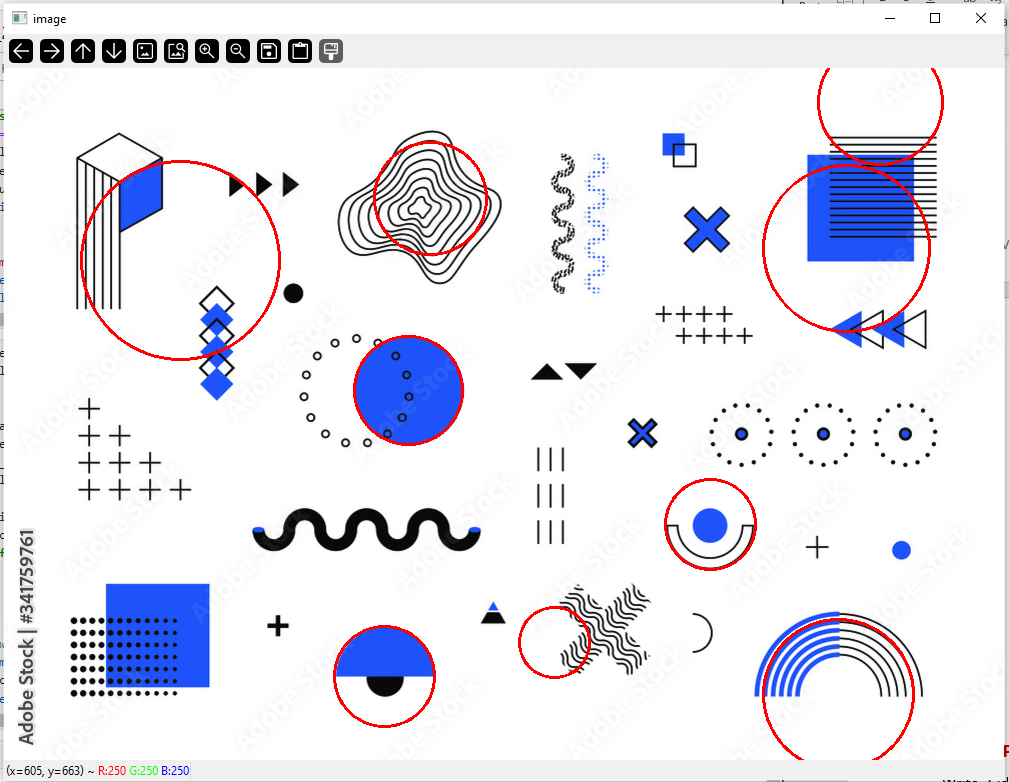 image
Adobe Stock | #341759761
(x=605, y=663) ~ R:250 G:250 B:250